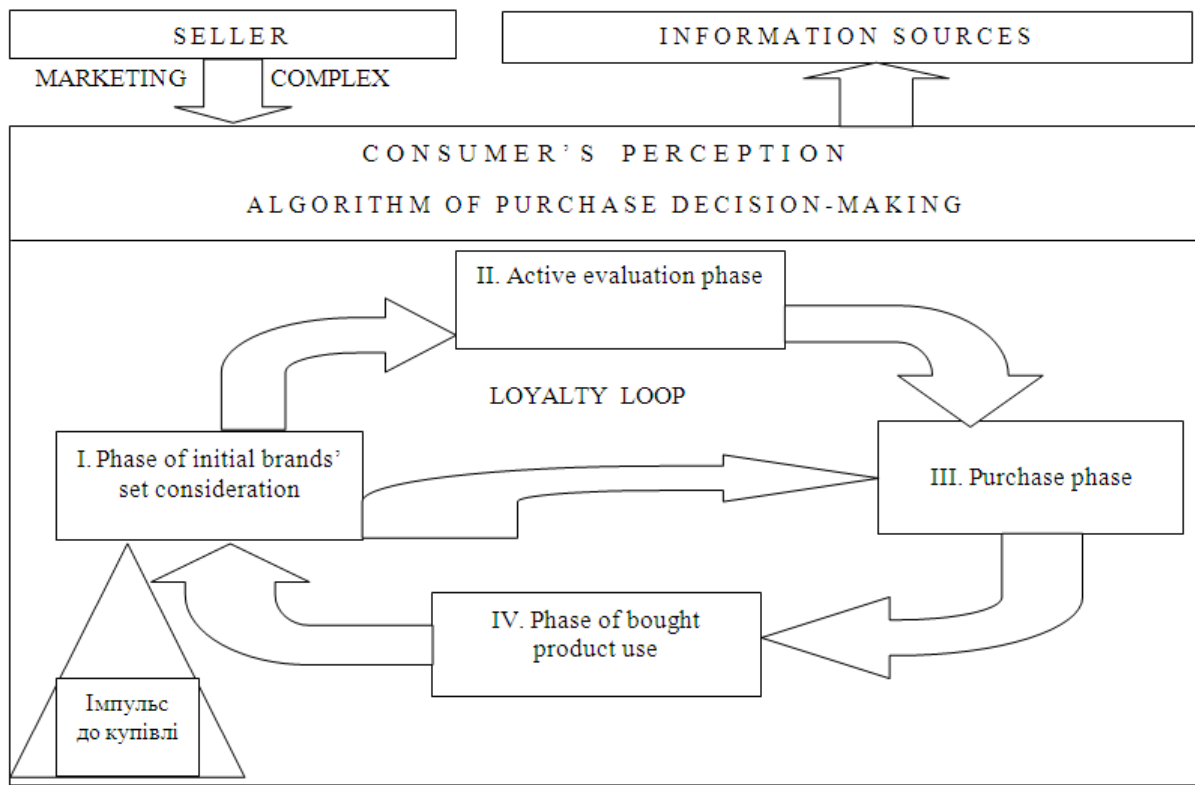 SELLER
INFORMATION SOURCES
MARKETING COMPLEX
CONSUMER’S PERCEPTION
ALGORITHM OF PURCHASE DECISION-MAKING
II. Active evaluation phase
LOYALTY LOOP
I. Phase of initial brands’
set consideration
III. Purchase phase
IV. Phase of bought
product use
Імпульс
до купівлі